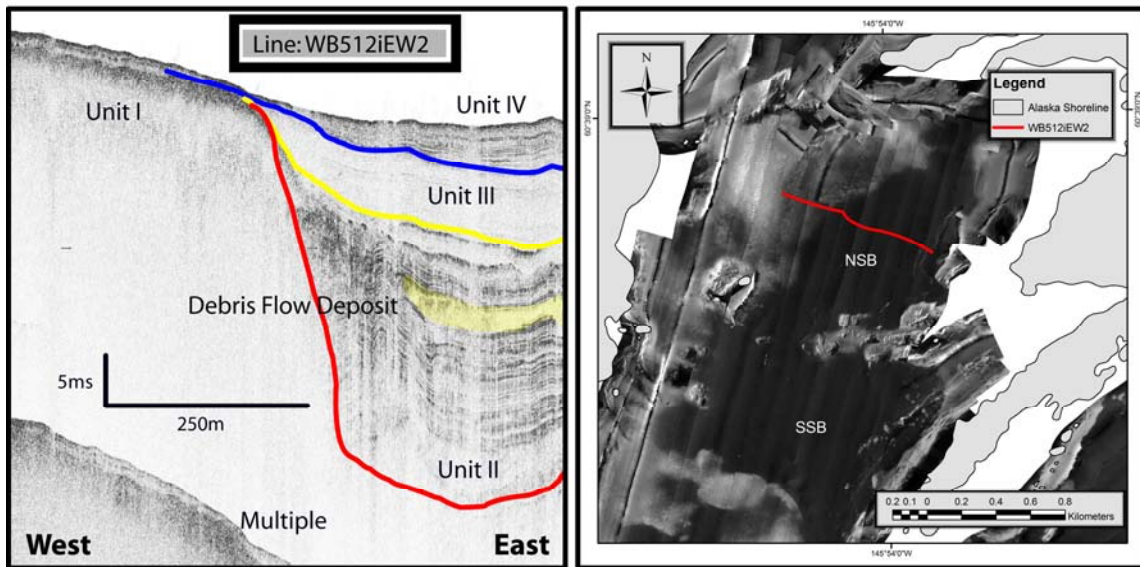 Line: WB512iEW2
Unit I
Unit IV
Unit III
Debris Flow Deposit
5ms
250m
Unit II
Multiple
West
East
145°54'0"W
N
Legend
Alaska Shoreline
WB512iEW2
60°39'0"N
60°39'0"N
NSB
SSB
0.2 0.1 0 0.2 0.4 0.6 0.8
Kilometers
145°54'0"W